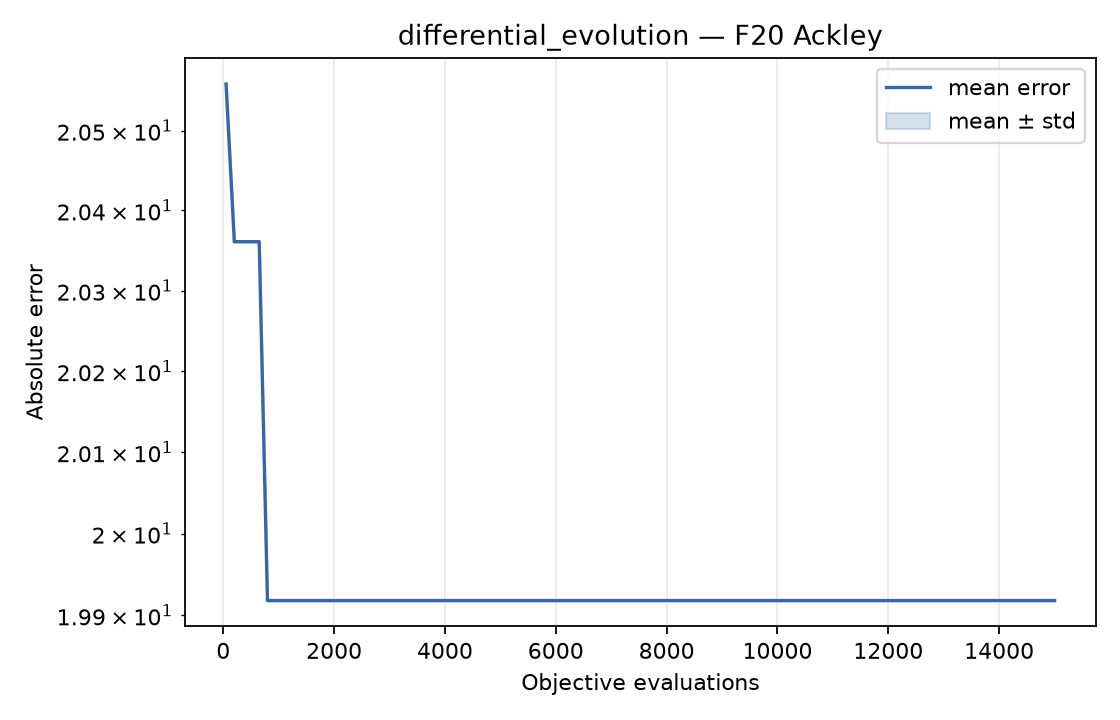 differential_evolution — F20 Ackley
mean error
mean ± std
Absolute error
2.05 × 10¹
2.04 × 10¹
2.03 × 10¹
2.02 × 10¹
2.01 × 10¹
2 × 10¹
1.99 × 10¹
0 2000 4000 6000 8000 10000 12000 14000
Objective evaluations